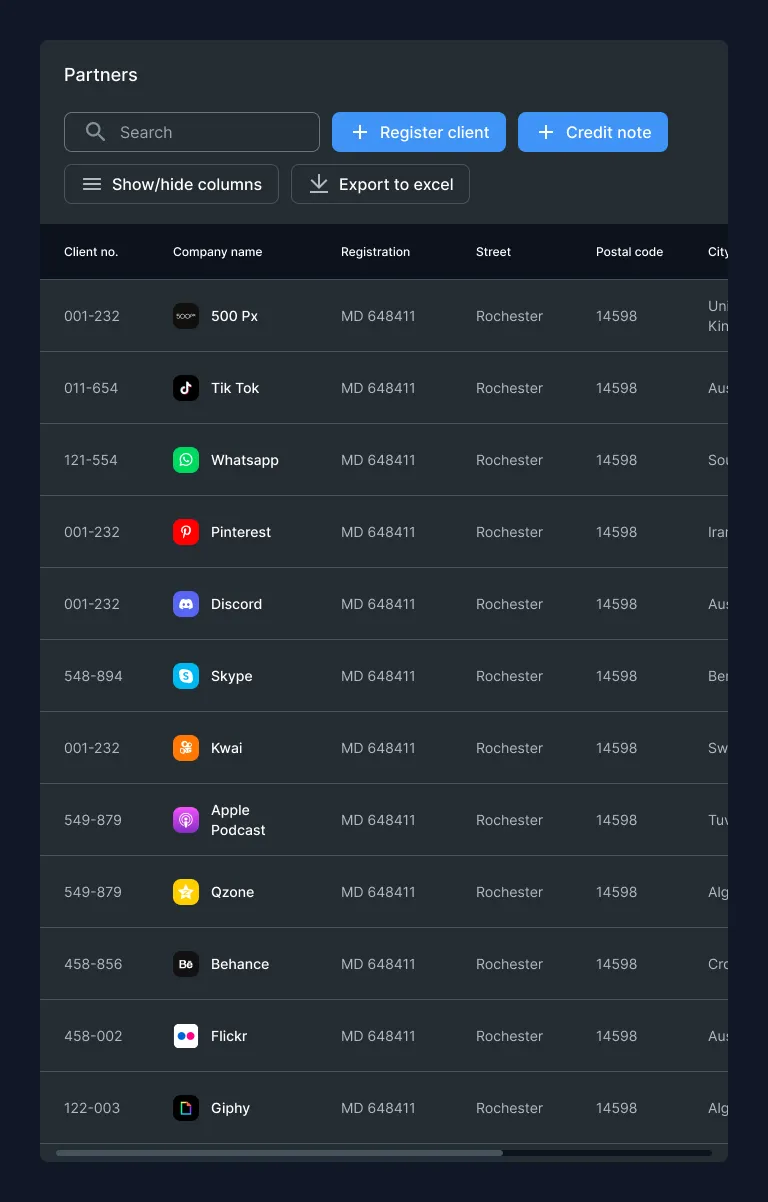 Partners
Search
Register client
Credit note
Show/hide columns
Export to excel
Client no. Company name Registration Street Postal code City
001-232 500 Px MD 648411 Rochester 14598 Uni
Kin
011-654 Tik Tok MD 648411 Rochester 14598 Aus
121-554 Whatsapp MD 648411 Rochester 14598 Sou
001-232 Pinterest MD 648411 Rochester 14598 Iran
001-232 Discord MD 648411 Rochester 14598 Aus
548-894 Skype MD 648411 Rochester 14598 Ber
001-232 Kwai MD 648411 Rochester 14598 Sw
549-879 Apple Podcast MD 648411 Rochester 14598 Tuv
549-879 Qzone MD 648411 Rochester 14598 Alg
458-856 Bē Behance MD 648411 Rochester 14598 Cro
458-002 Flickr MD 648411 Rochester 14598 Aus
122-003 Giphy MD 648411 Rochester 14598 Alg